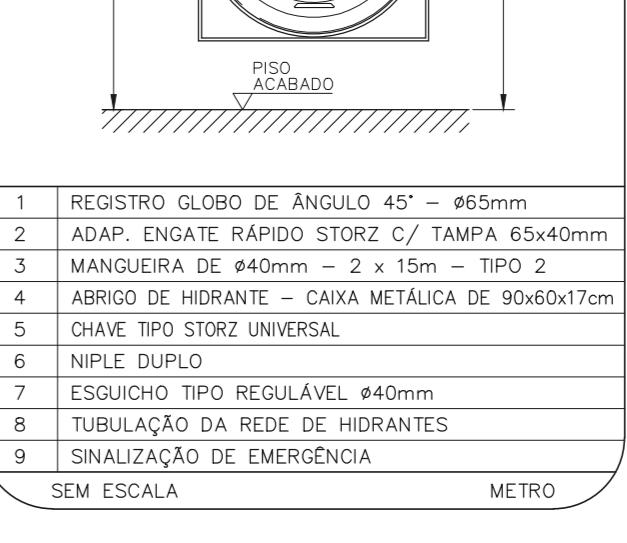 PISO
ACABADO
1 REGISTRO GLOBO DE ÂNGULO 45° – Ø65mm
2 ADAP. ENGATE RÁPIDO STORZ C/ TAMPA 65x40mm
3 MANGUEIRA DE Ø40mm – 2 x 15m – TIPO 2
4 ABRIGO DE HIDRANTE – CAIXA METÁLICA DE 90x60x17cm
5 CHAVE TIPO STORZ UNIVERSAL
6 NIPLE DUPLO
7 ESGUICHO TIPO REGULÁVEL Ø40mm
8 TUBULAÇÃO DA REDE DE HIDRANTES
9 SINALIZAÇÃO DE EMERGÊNCIA
SEM ESCALA METRO